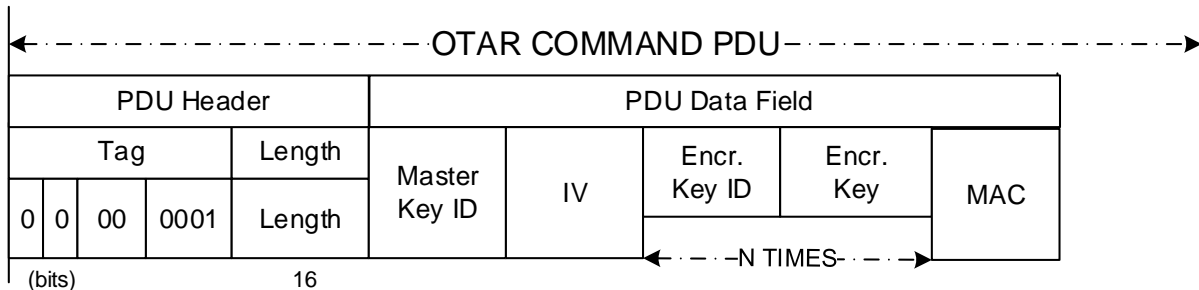 OTAR COMMAND PDU
PDU Header
PDU Data Field
Tag
Length
Master
Key ID
IV
Encr.
Key ID
Encr.
Key
MAC
0
0
00
0001
Length
N TIMES
(bits)
16